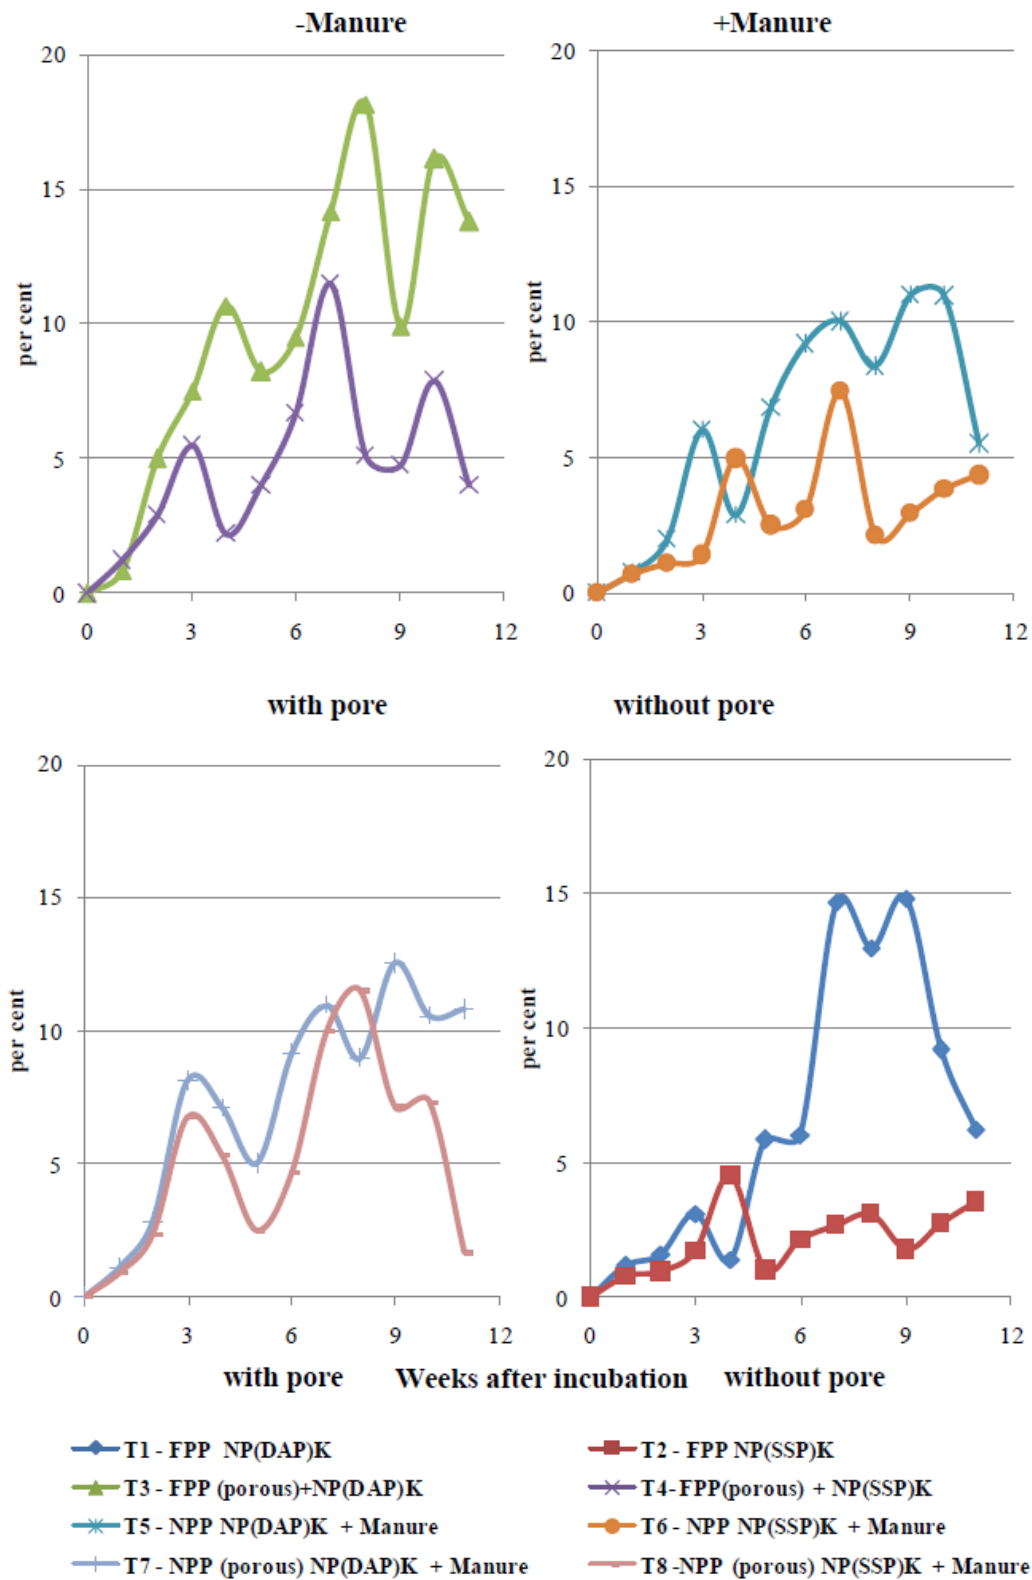 -Manure +Manure
20
15
10
5
0
per cent
0 3 6 9 12
20
15
10
5
0
per cent
0 3 6 9 12
with pore without pore
20
15
10
5
0
per cent
0 3 6 9 12
20
15
10
5
0
per cent
0 3 6 9 12
with pore Weeks after incubation without pore
T1 - FPP NP(DAP)K
T2 - FPP NP(SSP)K
T3 - FPP (porous)+NP(DAP)K
T4-FPP(porous) + NP(SSP)K
T5 - NPP NP(DAP)K + Manure
T6 - NPP NP(SSP)K + Manure
T7 - NPP (porous) NP(DAP)K + Manure
T8 -NPP (porous) NP(SSP)K + Manure